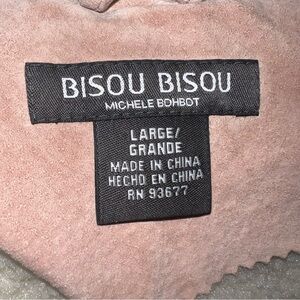 BISOU BISOU
MICHELE BOHBOT
LARGE/
GRANDE
MADE IN CHINA
HECHO EN CHINA
RN 93677